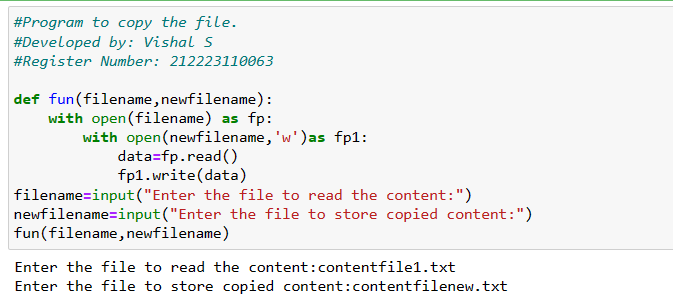 #Program to copy the file.
#Developed by: Vishal S
#Register Number: 212223110063
def fun(filename,newfilename):
    with open(filename) as fp:
        with open(newfilename,'w')as fp1:
            data=fp.read()
            fp1.write(data)
filename=input("Enter the file to read the content:")
newfilename=input("Enter the file to store copied content:")
fun(filename,newfilename)
Enter the file to read the content:contentfile1.txt
Enter the file to store copied content:contentfilenew.txt